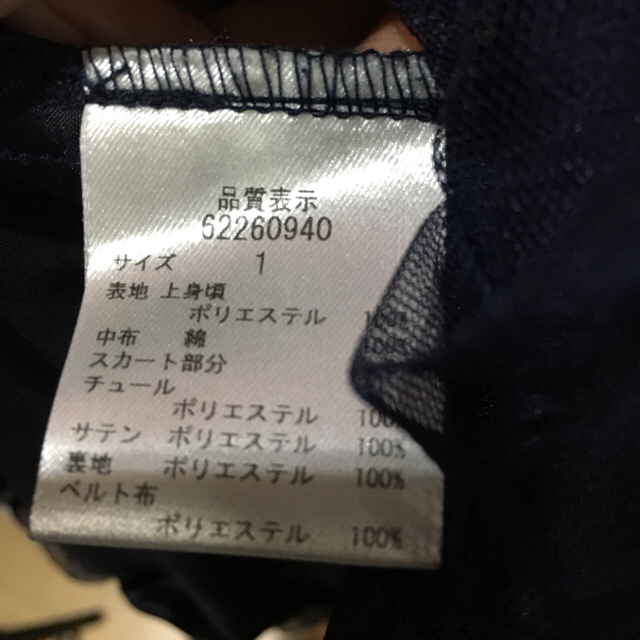 品質表示
62260940
サイズ 1
表地 上身頃
ポリエステル
中布 綿
スカート部分
チュール
ポリエステル 100%
サテン ポリエステル 100%
裏地 ポリエステル 100%
ベルト布
ポリエステル 100%